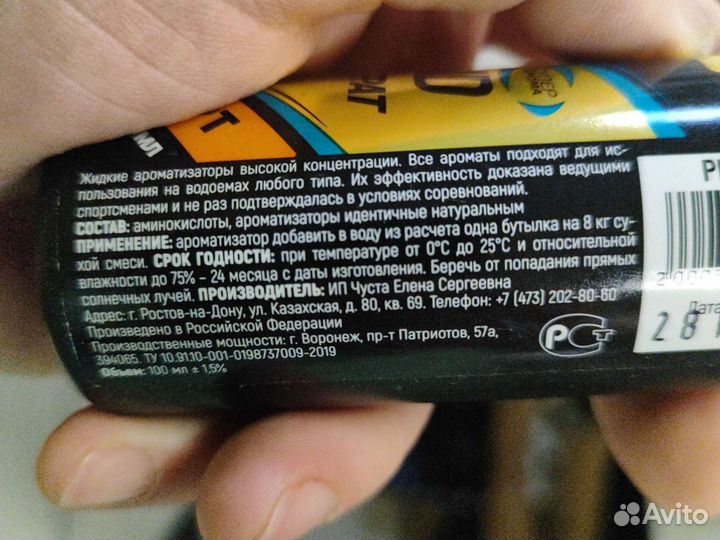 Т
МЛ
РАТ
Жидкие ароматизаторы высокой концентрации. Все ароматы подходят для ис-
пользования на водоемах любого типа. Их эффективность доказана ведущими
спортсменами и не раз подтверждалась в условиях соревнований.
СОСТАВ: аминокислоты, ароматизаторы идентичные натуральным
ПРИМЕНЕНИЕ: ароматизатор добавить в воду из расчета одна бутылка на 8 кг су-
хой смеси. СРОК ГОДНОСТИ: при температуре от 0°С до 25°С и относительной
влажности до 75% - 24 месяца с даты изготовления. Беречь от попадания прямых
солнечных лучей. ПРОИЗВОДИТЕЛЬ: ИП Чуста Елена Сергеевна
Адрес: г. Ростов-на-Дону, ул. Казахская, д. 80, кв. 69. Телефон: +7 (473) 202-80-80
Произведено в Российской Федерации
Производственные мощности: г. Воронеж, пр-т Патриотов, 57а,
394065. ТУ 10.91.10-001-0198737009-2019
Объем: 100 мл ± 1,5%
РСТ
Дата
28
Avito